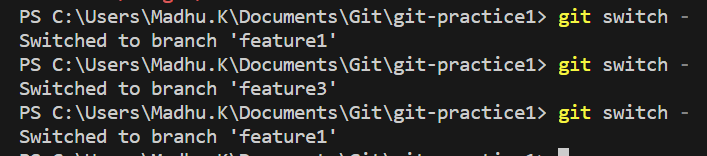 PS C:\Users\Madhu.K\Documents\Git\git-practice1> git switch -
Switched to branch 'feature1'
PS C:\Users\Madhu.K\Documents\Git\git-practice1> git switch -
Switched to branch 'feature3'
PS C:\Users\Madhu.K\Documents\Git\git-practice1> git switch -
Switched to branch 'feature1'